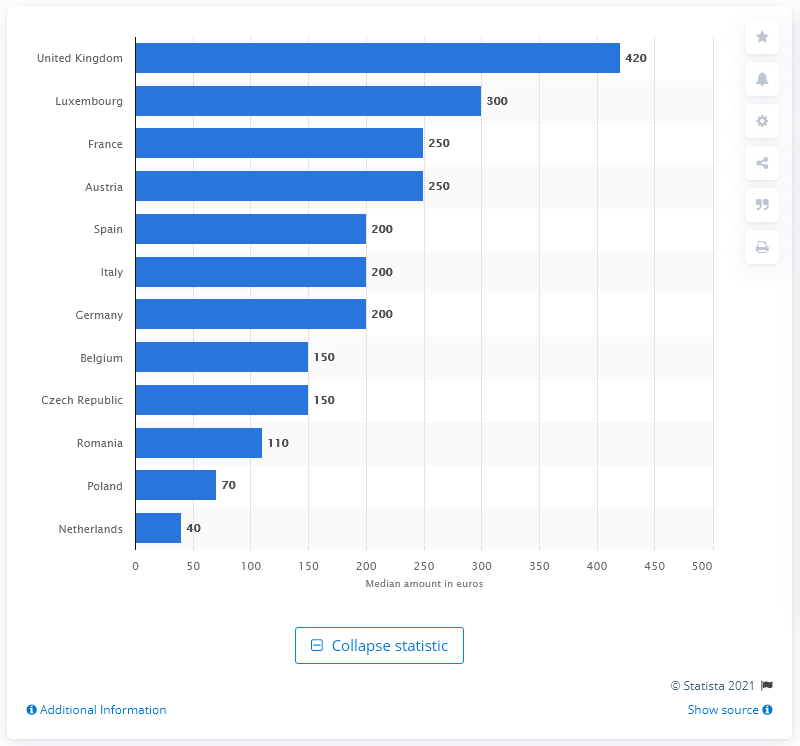 United Kingdom 420
Luxembourg 300
France 250
Austria 250
Spain 200
Italy 200
Germany 200
Belgium 150
Czech Republic 150
Romania 110
Poland 70
Netherlands 40
0 50 100 150 200 250 300 350 400 450 500
Median amount in euros
Collapse statistic
© Statista 2021
Additional Information
Show source